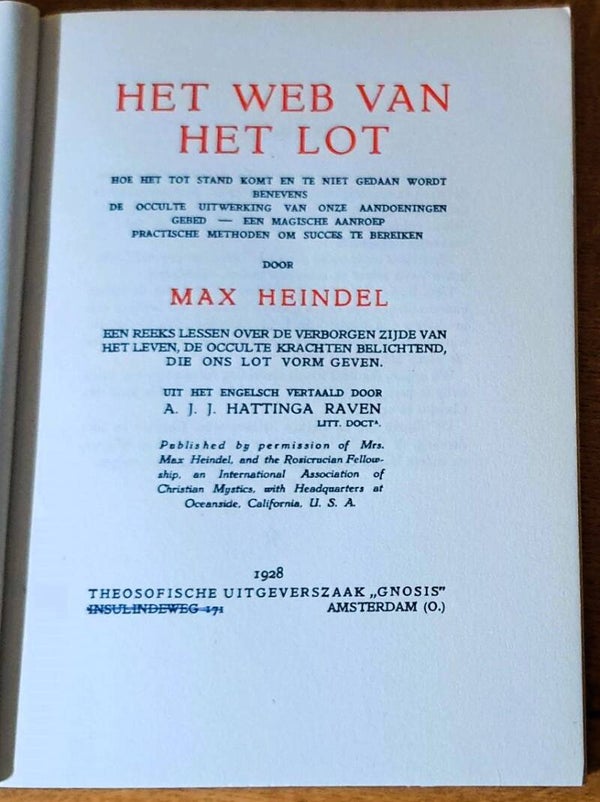 HET WEB VAN
HET LOT
HOE HET TOT STAND KOMT EN TE NIET GEDAAN WORDT
BENEVENS
DE OCCULTE UITWERKING VAN ONZE AANDOENINGEN
GEBED — EEN MAGISCHE AANROEP
PRACTISCHE METHODEN OM SUCCES TE BEREIKEN
DOOR
MAX HEINDEL
EEN REEKS LESSEN OVER DE VERBORGEN ZIJDE VAN
HET LEVEN, DE OCCULTE KRACHTEN BELICHTEND,
DIE ONS LOT VORM GEVEN.
UIT HET ENGELSCH VERTAALD DOOR
A. J. J. HATTINGA RAVEN
LITT. DOCTᴬ.
Published by permission of Mrs.
Max Heindel, and the Rosicrucian Fellow-
ship, an International Association of
Christian Mystics, with Headquarters at
Oceanside, California, U. S. A.
1928
THEOSOFISCHE UITGEVERSZAAK „GNOSIS”
INSULINDEWEG 171 AMSTERDAM (O.)